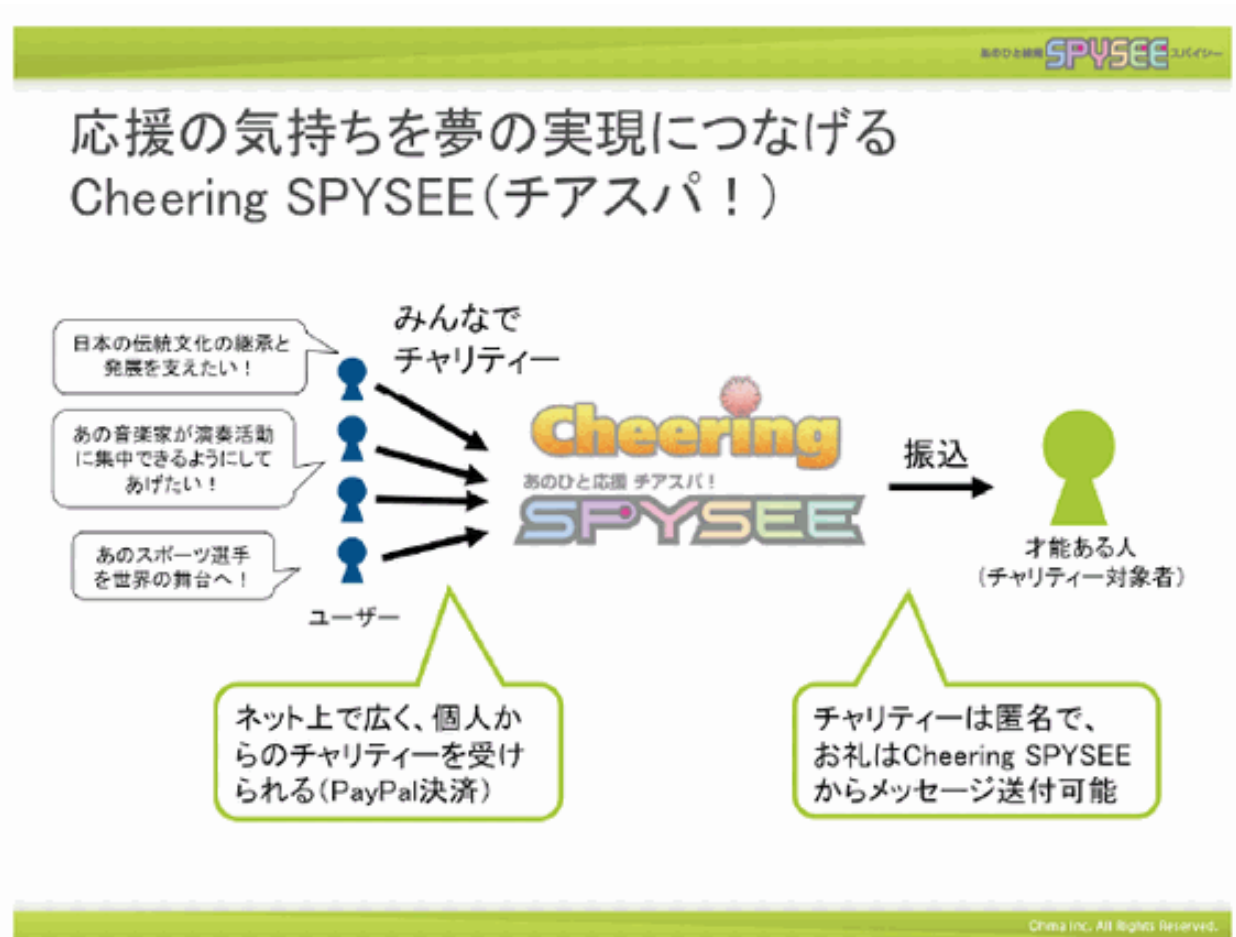 あのひと検索 SPYSEE スパイシー
応援の気持ちを夢の実現につなげる
Cheering SPYSEE(チアスパ！)
みんなで
チャリティー
日本の伝統文化の継承と
発展を支えたい！
あの音楽家が演奏活動
に集中できるようにして
あげたい！
あのスポーツ選手
を世界の舞台へ！
ユーザー
Cheering
あのひと応援 チアスパ！
SPYSEE
振込
才能ある人
(チャリティー対象者)
ネット上で広く、個人か
らのチャリティーを受け
られる(PayPal決済)
チャリティーは匿名で、
お礼はCheering SPYSEE
からメッセージ送付可能
Ohma Inc. All Rights Reserved.